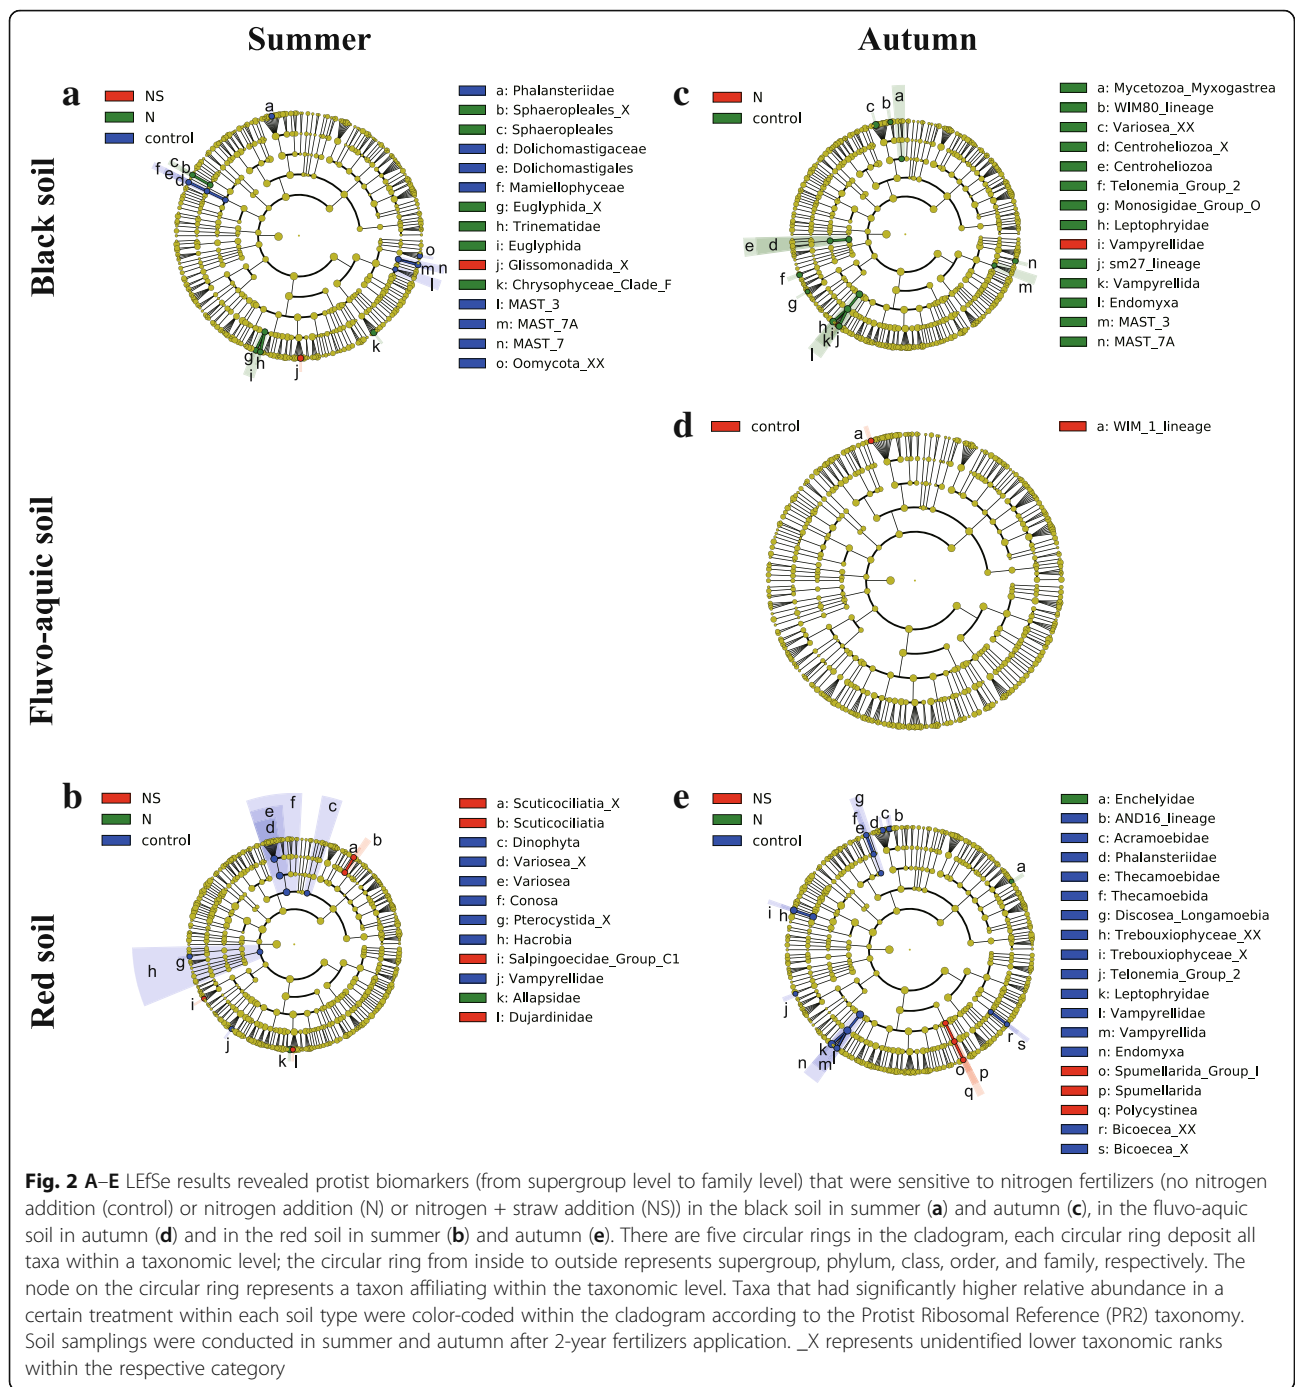 Summer
Autumn
Black soil
Fluvo-aquic soil
Red soil
a
NS
N
control
a
c
b
f
e
d
g
h
i
j
k
o
m
n
l
a: Phalansteriidae
b: Sphaeropleales_X
c: Sphaeropleales
d: Dolichomastigaceae
e: Dolichomastigales
f: Mamiellophyceae
g: Euglyphida_X
h: Trinematidae
i: Euglyphida
j: Glissomonadida_X
k: Chrysophyceae_Clade_F
l: MAST_3
m: MAST_7A
n: MAST_7
o: Oomycota_XX
c
N
control
c
b
a
e
d
f
g
h
i
j
k
l
n
m
a: Mycetozoa_Myxogastrea
b: WIM80_lineage
c: Variosea_XX
d: Centroheliozoa_X
e: Centroheliozoa
f: Telonemia_Group_2
g: Monosigidae_Group_O
h: Leptophryidae
i: Vampyrellidae
j: sm27_lineage
k: Vampyrellida
l: Endomyxa
m: MAST_3
n: MAST_7A
d
control
a
a: WIM_1_lineage
b
NS
N
control
e
d
f
c
a
b
h
g
i
j
k
l
a: Scuticociliatia_X
b: Scuticociliatia
c: Dinophyta
d: Variosea_X
e: Variosea
f: Conosa
g: Pterocystida_X
h: Hacrobia
i: Salpingoecidae_Group_C1
j: Vampyrellidae
k: Allapsidae
l: Dujardinidae
e
NS
N
control
g
f
e
d
c
b
a
i
h
j
k
l
n
m
o
p
q
r
s
a: Enchelyidae
b: AND16_lineage
c: Acramoebidae
d: Phalansteriidae
e: Thecamoebidae
f: Thecamoebida
g: Discosea_Longamoebia
h: Trebouxiophyceae_XX
i: Trebouxiophyceae_X
j: Telonemia_Group_2
k: Leptophryidae
l: Vampyrellidae
m: Vampyrellida
n: Endomyxa
o: Spumellarida_Group_I
p: Spumellarida
q: Polycystinea
r: Bicoecea_XX
s: Bicoecea_X
Fig. 2 A–E LEfSe results revealed protist biomarkers (from supergroup level to family level) that were sensitive to nitrogen fertilizers (no nitrogen
addition (control) or nitrogen addition (N) or nitrogen + straw addition (NS)) in the black soil in summer (a) and autumn (c), in the fluvo-aquic
soil in autumn (d) and in the red soil in summer (b) and autumn (e). There are five circular rings in the cladogram, each circular ring deposit all
taxa within a taxonomic level; the circular ring from inside to outside represents supergroup, phylum, class, order, and family, respectively. The
node on the circular ring represents a taxon affiliating within the taxonomic level. Taxa that had significantly higher relative abundance in a
certain treatment within each soil type were color-coded within the cladogram according to the Protist Ribosomal Reference (PR2) taxonomy.
Soil samplings were conducted in summer and autumn after 2-year fertilizers application. _X represents unidentified lower taxonomic ranks
within the respective category